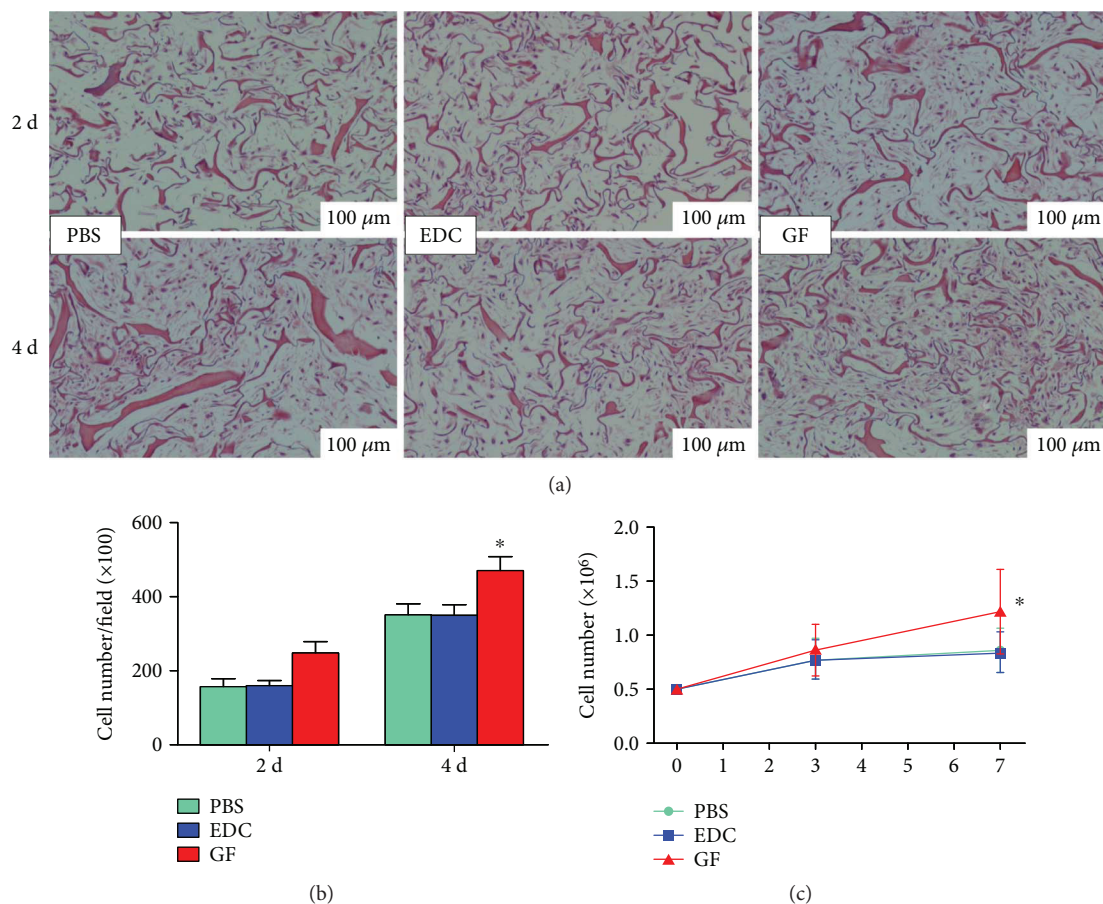 2 d
100 μm
100 μm
100 μm
PBS
EDC
GF
4 d
100 μm
100 μm
100 μm
(a)
Cell number/field (×100)
600
400
200
0
2 d
4 d
*
PBS
EDC
GF
(b)
Cell number (×10⁶)
2.0
1.5
1.0
0.5
0.0
0 1 2 3 4 5 6 7
*
PBS
EDC
GF
(c)